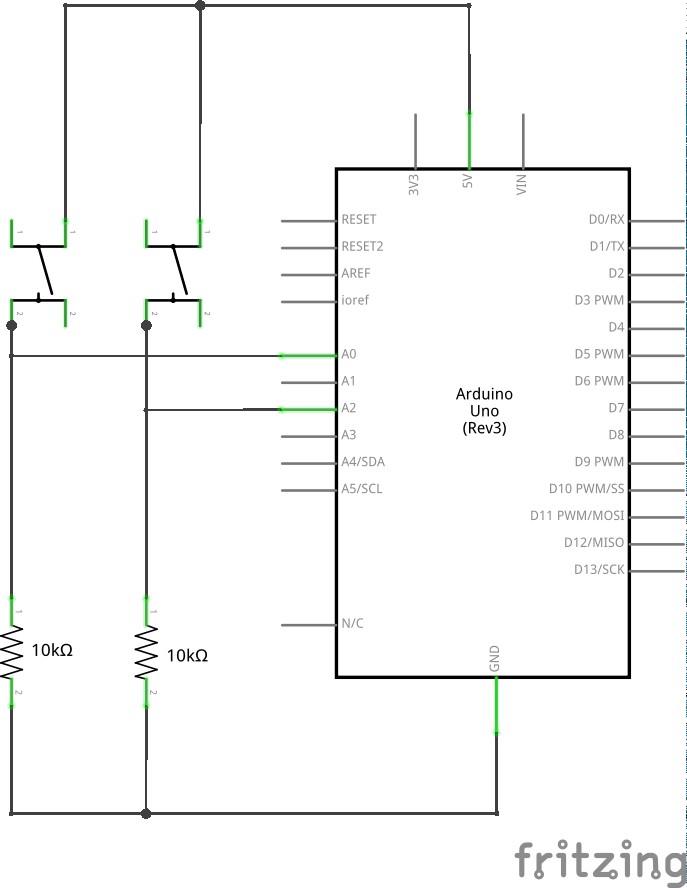 3V3
5V
VIN
1
1
1
1
RESET
D0/RX
RESET2
D1/TX
AREF
D2
ioref
D3 PWM
2
2
2
2
D4
A0
D5 PWM
A1
D6 PWM
Arduino
Uno
(Rev3)
A2
D7
A3
D8
A4/SDA
D9 PWM
A5/SCL
D10 PWM/SS
D11 PWM/MOSI
D12/MISO
D13/SCK
1
1
N/C
10kΩ
10kΩ
GND
2
2
fritzing